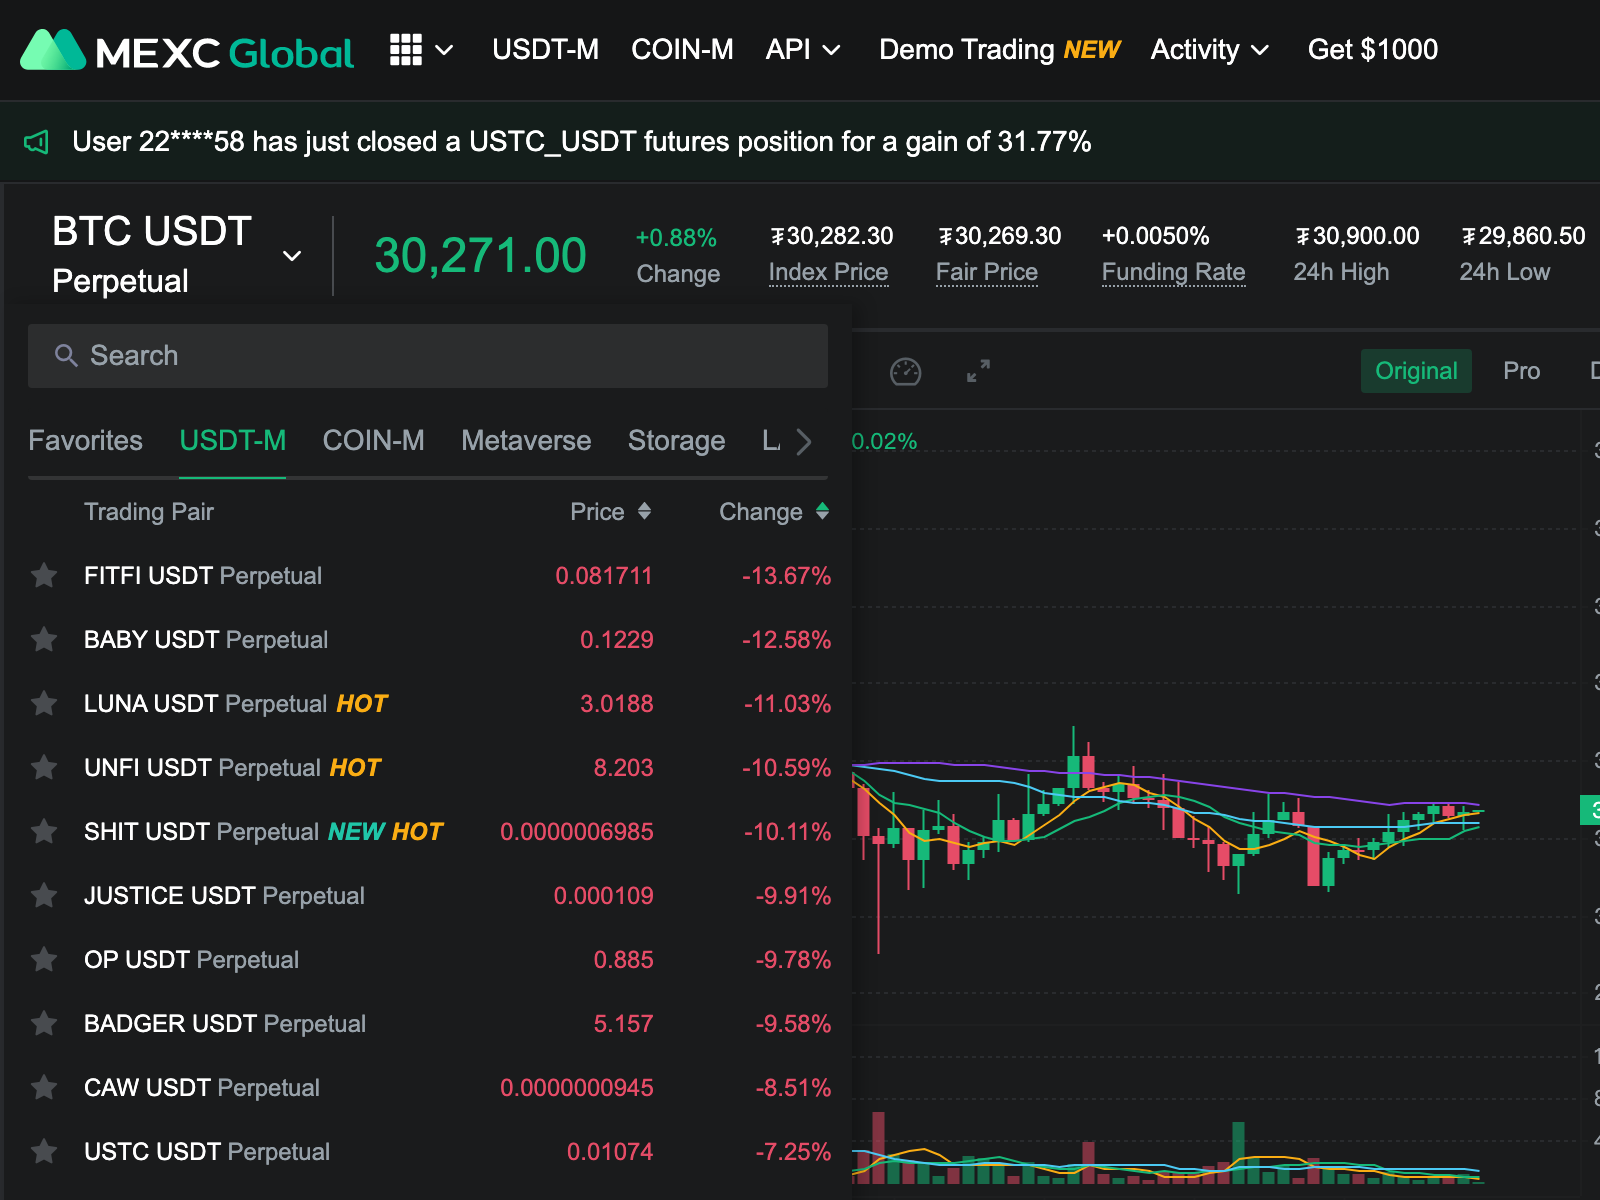 MEXC Global USDT-M COIN-M API Demo Trading NEW Activity Get $1000
User 22****58 has just closed a USTC_USDT futures position for a gain of 31.77%
BTC USDT
Perpetual
30,271.00
+0.88%
Change
₮30,282.30
Index Price
₮30,269.30
Fair Price
+0.0050%
Funding Rate
₮30,900.00
24h High
₮29,860.50
24h Low
Search
Original Pro
Favorites USDT-M COIN-M Metaverse Storage
0.02%
Trading Pair Price Change
FITFI USDT Perpetual 0.081711 -13.67%
BABY USDT Perpetual 0.1229 -12.58%
LUNA USDT Perpetual HOT 3.0188 -11.03%
UNFI USDT Perpetual HOT 8.203 -10.59%
SHIT USDT Perpetual NEW HOT 0.0000006985 -10.11%
JUSTICE USDT Perpetual 0.000109 -9.91%
OP USDT Perpetual 0.885 -9.78%
BADGER USDT Perpetual 5.157 -9.58%
CAW USDT Perpetual 0.0000000945 -8.51%
USTC USDT Perpetual 0.01074 -7.25%